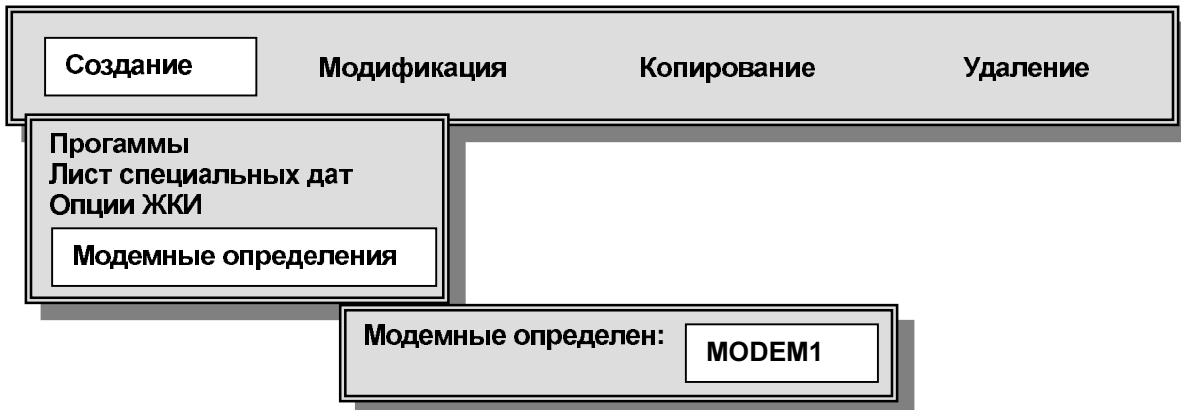 Создание Модификация Копирование Удаление
Прогаммы
Лист специальных дат
Опции ЖКИ
Модемные определения
Модемные определен: MODEM1